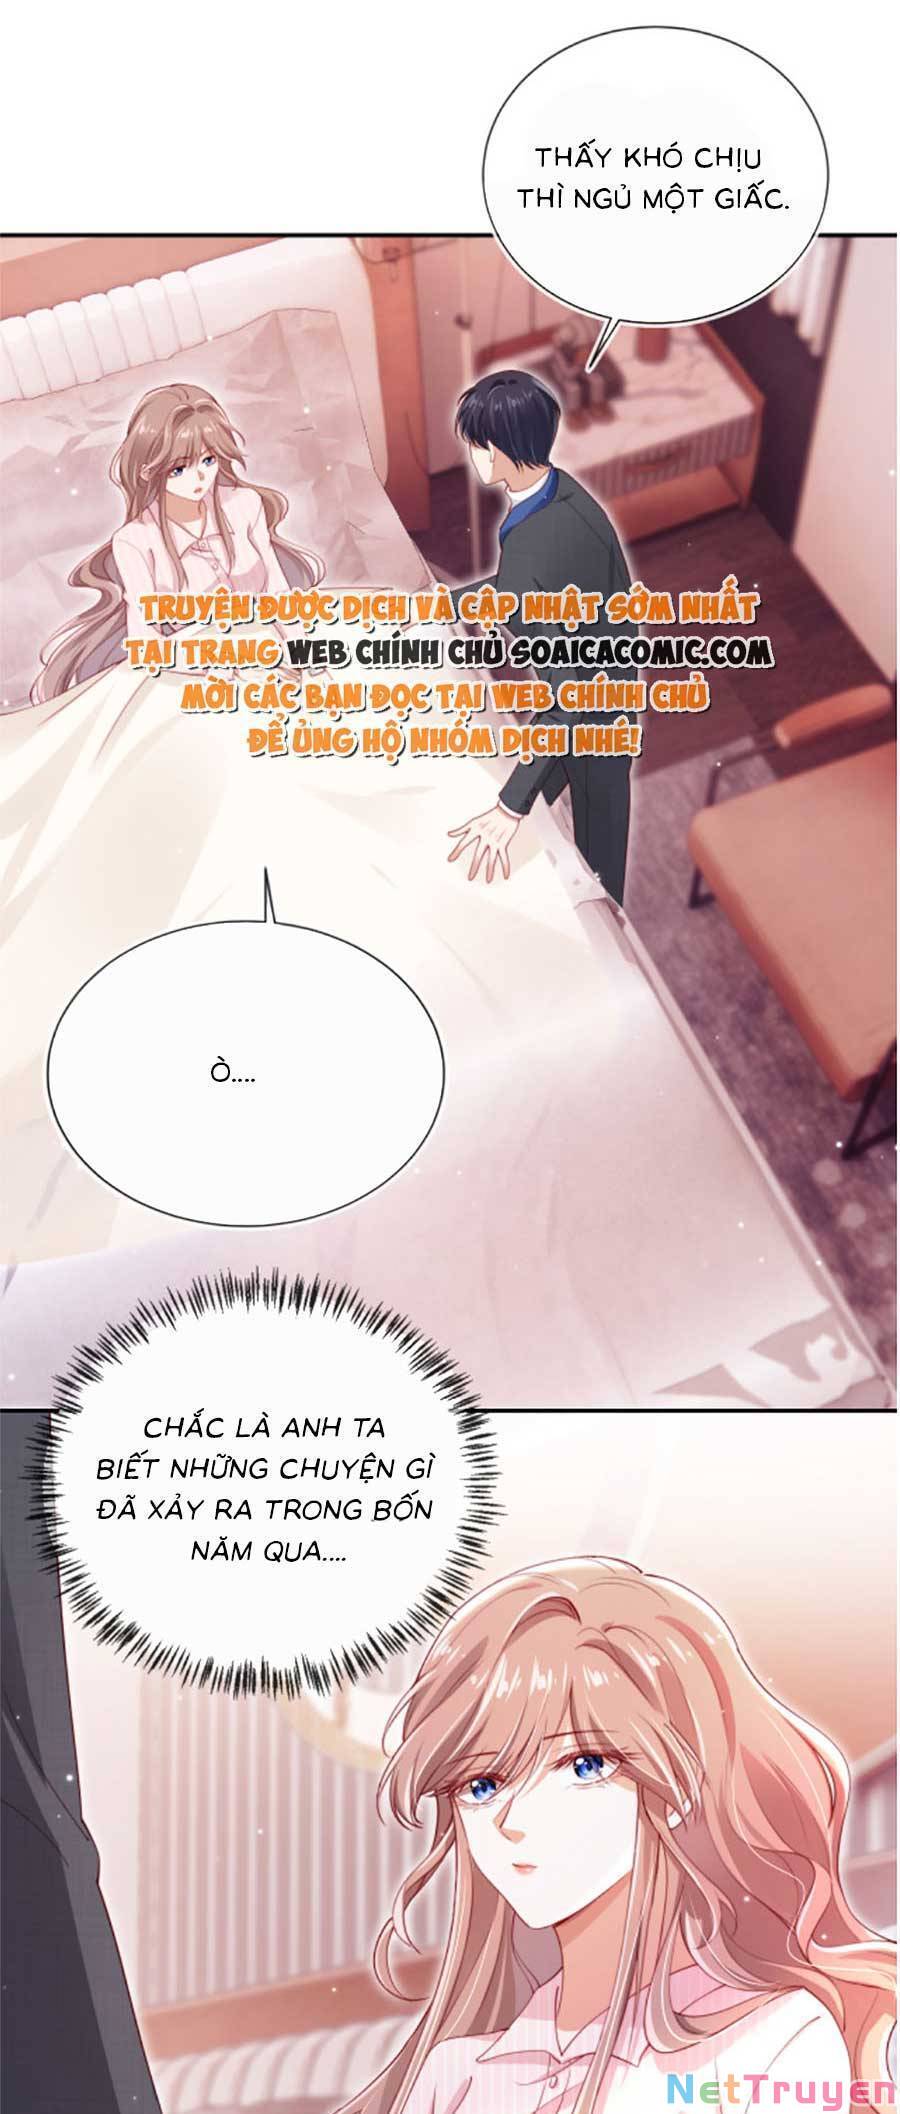 THẤY KHÓ CHỊU
THÌ NGỦ MỘT GIẤC.
TRUYỆN ĐƯỢC DỊCH VÀ CẬP NHẬT SỚM NHẤT
TẠI TRANG WEB CHÍNH CHỦ SOAICACOMIC.COM
MỜI CÁC BẠN ĐỌC TẠI WEB CHÍNH CHỦ
ĐỂ ỦNG HỘ NHÓM DỊCH NHÉ!
Ò....
CHẮC LÀ ANH TA
BIẾT NHỮNG CHUYỆN GÌ
ĐÃ XẢY RA TRONG BỐN
NĂM QUA....
NetTruyen